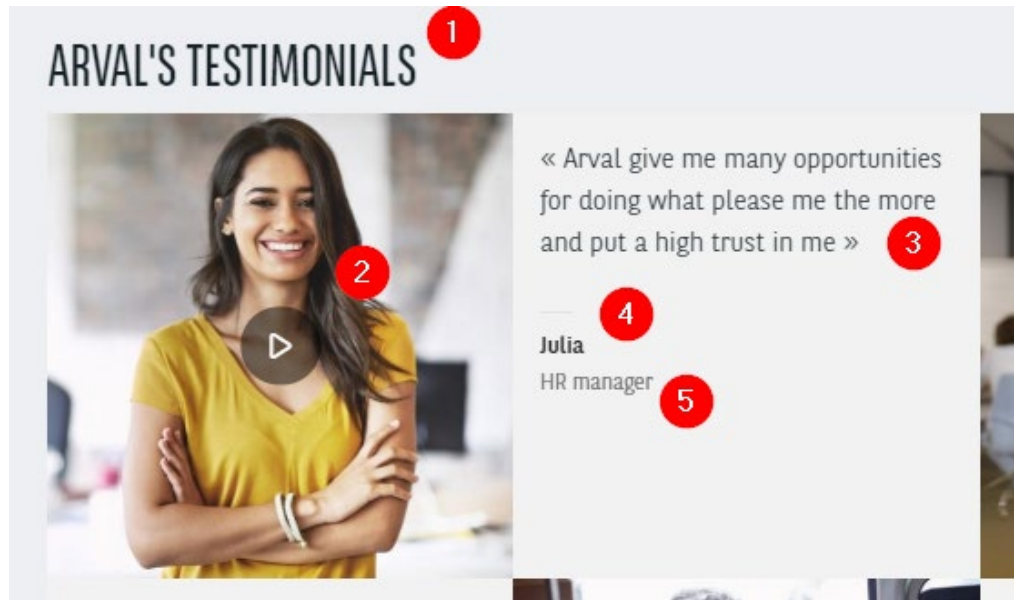 ARVAL'S TESTIMONIALS
1
2
« Arval give me many opportunities
for doing what please me the more
and put a high trust in me »
3
4
Julia
HR manager
5